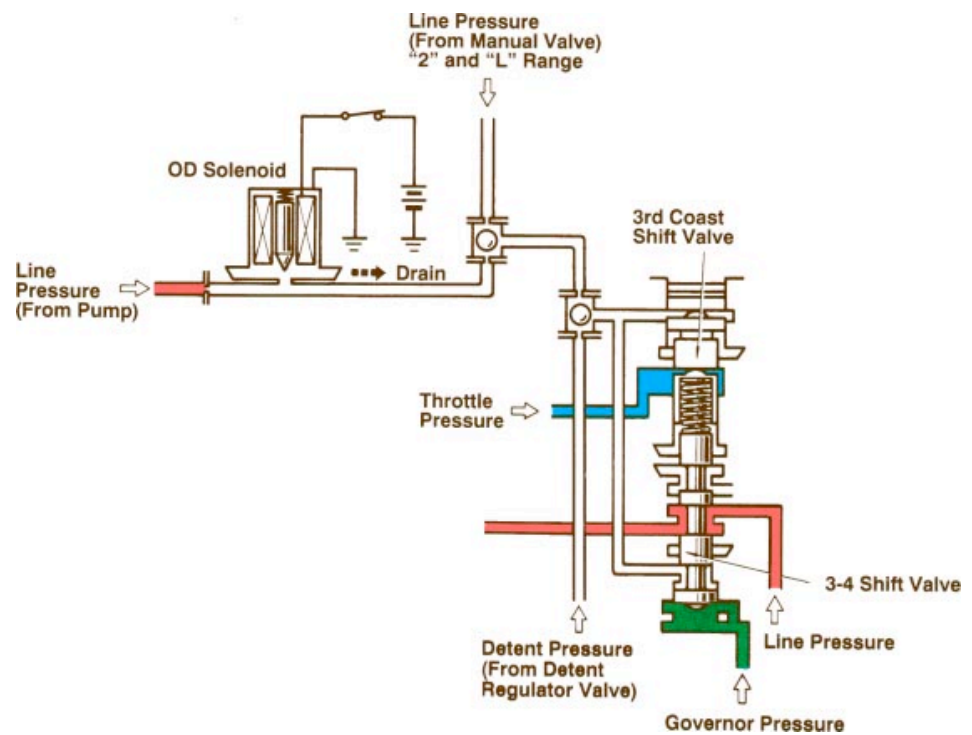 Line Pressure
(From Manual Valve)
“2” and “L” Range
OD Solenoid
3rd Coast
Shift Valve
Line
Pressure
(From Pump)
Drain
Throttle
Pressure
3-4 Shift Valve
Detent Pressure
(From Detent
Regulator Valve)
Line Pressure
Governor Pressure